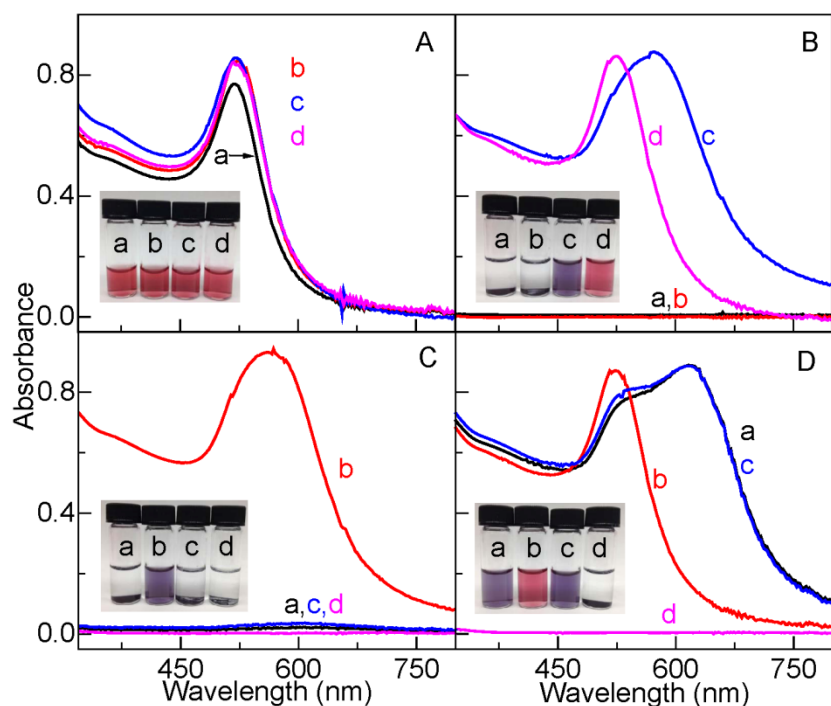 A
b
c
d
a
a b c d
0.8
0.4
0.0
B
d
c
a,b
a b c d
Absorbance
C
b
a,c,d
a b c d
0.8
0.4
0.0
D
a
c
b
d
a b c d
450 600 750
450 600 750
Wavelength (nm)
Wavelength (nm)